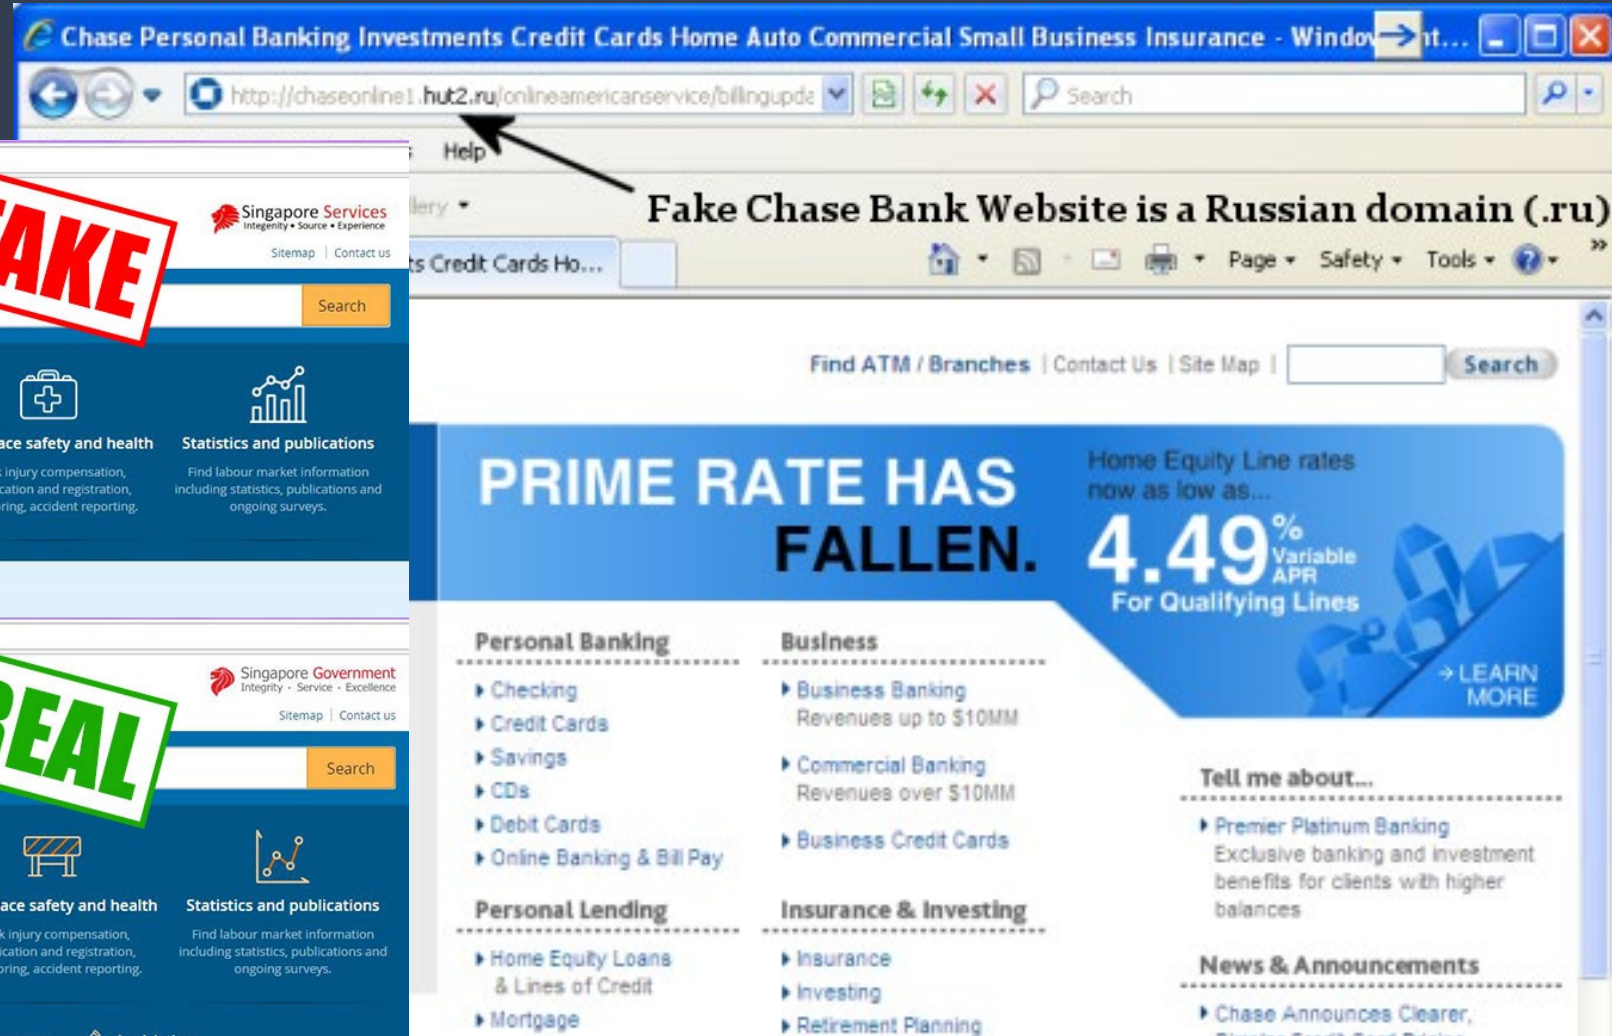 Chase Personal Banking Investments Credit Cards Home Auto Commercial Small Business Insurance - Window
http://chaseonline1.hut2.ru/onlineamericanservice/billingupda
Search
Help
Fake Chase Bank Website is a Russian domain (.ru)
ts Credit Cards Ho...
Page
Safety
Tools
Find ATM / Branches | Contact Us | Site Map |
Search
PRIME RATE HAS
FALLEN.
Home Equity Line rates
now as low as...
4.49%
Variable
APR
For Qualifying Lines
→ LEARN
MORE
Personal Banking
Checking
Credit Cards
Savings
CDs
Debit Cards
Online Banking & Bill Pay
Personal Lending
Home Equity Loans
& Lines of Credit
Mortgage
Business
Business Banking
Revenues up to $10MM
Commercial Banking
Revenues over $10MM
Business Credit Cards
Insurance & Investing
Insurance
Investing
Retirement Planning
Tell me about...
Premier Platinum Banking
Exclusive banking and investment
benefits for clients with higher
balances
News & Announcements
Chase Announces Clearer,
FAKE
Singapore Services
Integenity • Source • Experience
Sitemap | Contact us
Search
ace safety and health
injury compensation,
cation and registration,
ring, accident reporting.
Statistics and publications
Find labour market information
including statistics, publications and
ongoing surveys.
REAL
Singapore Government
Integrity · Service · Excellence
Sitemap | Contact us
Search
ace safety and health
k injury compensation,
ication and registration,
oring, accident reporting.
Statistics and publications
Find labour market information
including statistics, publications and
ongoing surveys.